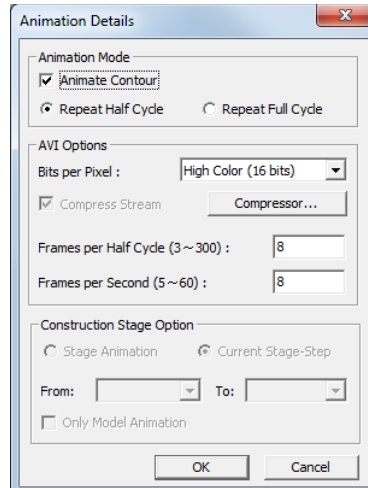 Animation Details
Animation Mode
Animate Contour
Repeat Half Cycle Repeat Full Cycle
AVI Options
Bits per Pixel : High Color (16 bits)
Compress Stream Compressor...
Frames per Half Cycle (3~300) : 8
Frames per Second (5~60) : 8
Construction Stage Option
Stage Animation Current Stage-Step
From: To:
Only Model Animation
OK Cancel